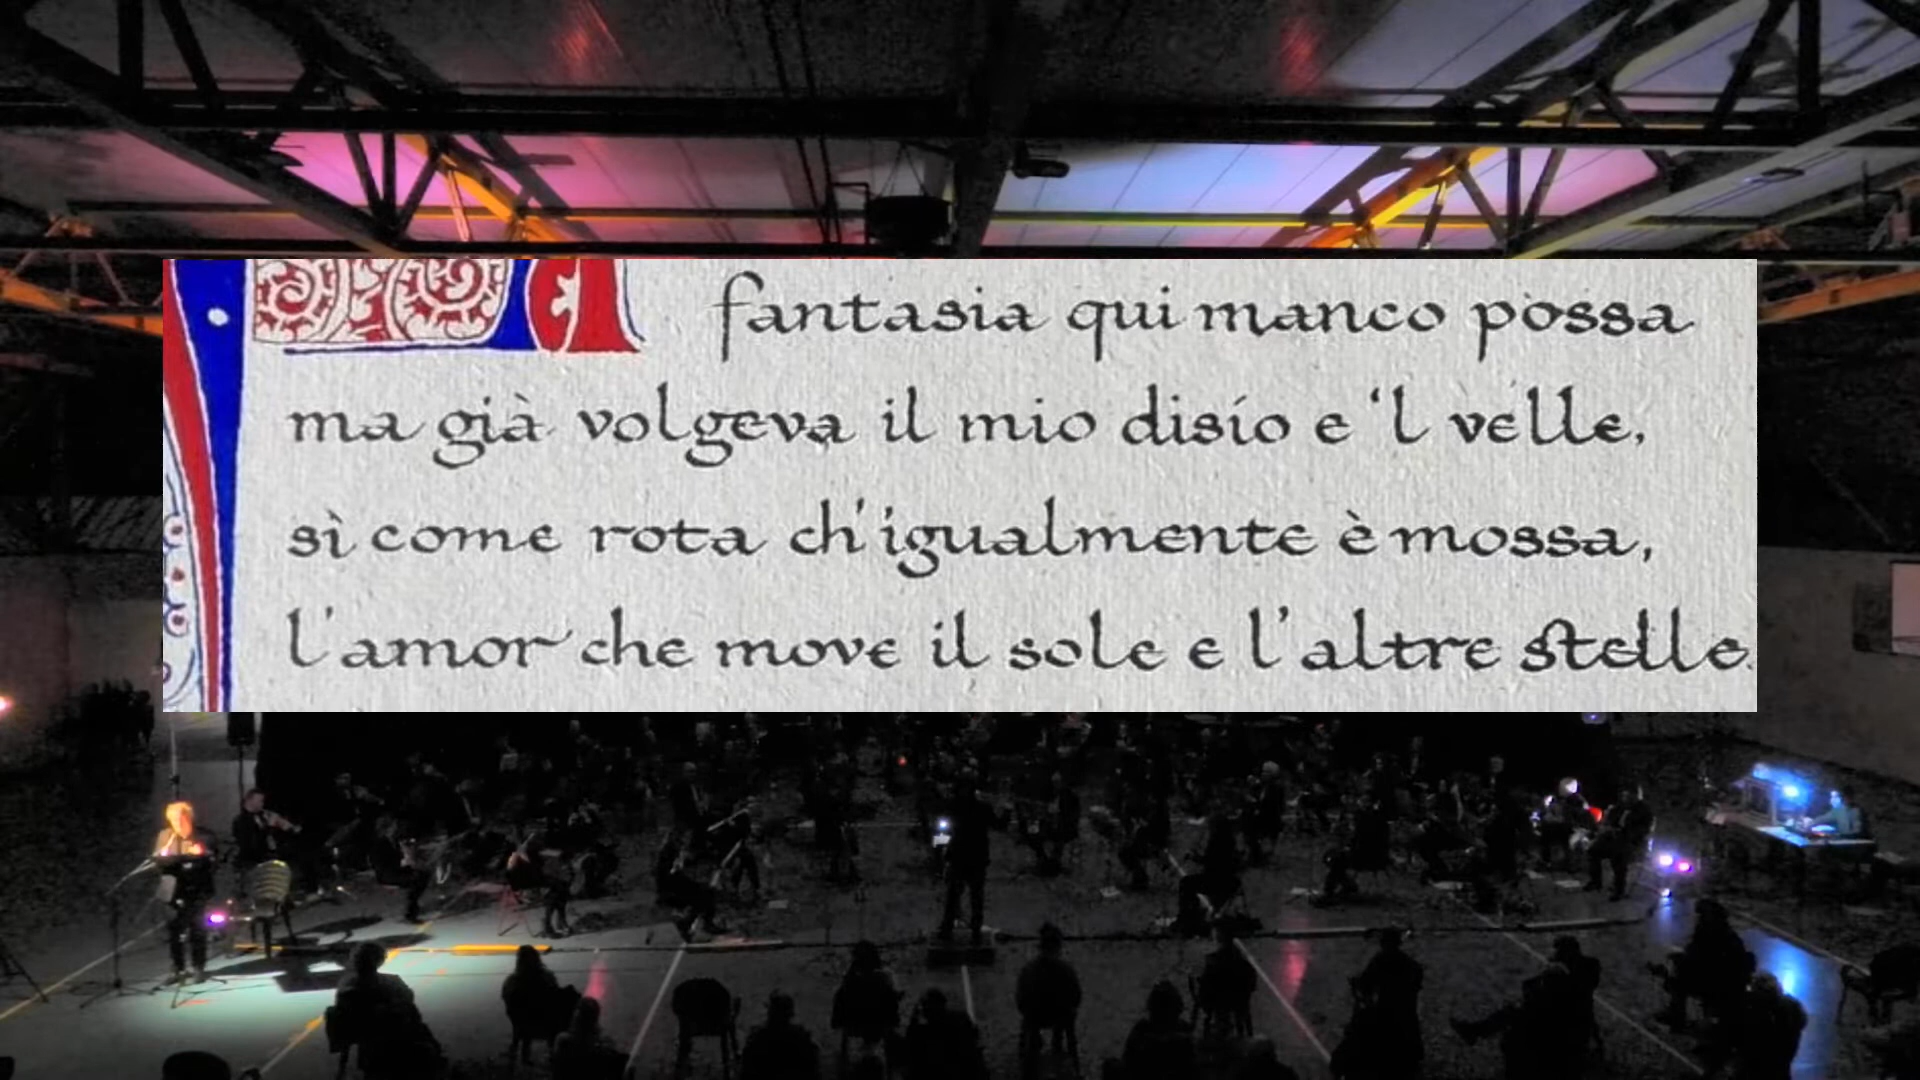 fantasia qui manco possa
ma già volgeva il mio disío e ‘l velle,
sì come rota ch'igualmente è mossa,
l'amor che move il sole e l'altre stelle.